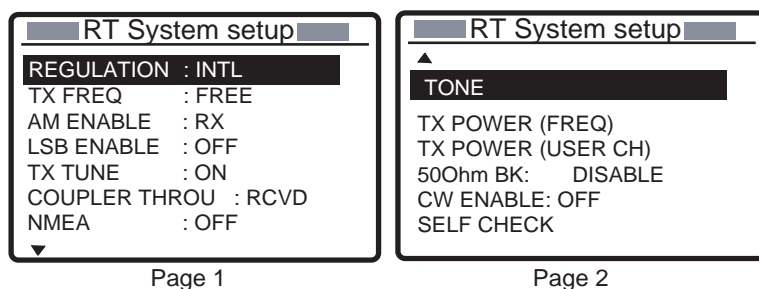 RT System setup
REGULATION : INTL
TX FREQ : FREE
AM ENABLE : RX
LSB ENABLE : OFF
TX TUNE : ON
COUPLER THROU : RCVD
NMEA : OFF
Page 1
RT System setup
TONE
TX POWER (FREQ)
TX POWER (USER CH)
50Ohm BK: DISABLE
CW ENABLE: OFF
SELF CHECK
Page 2